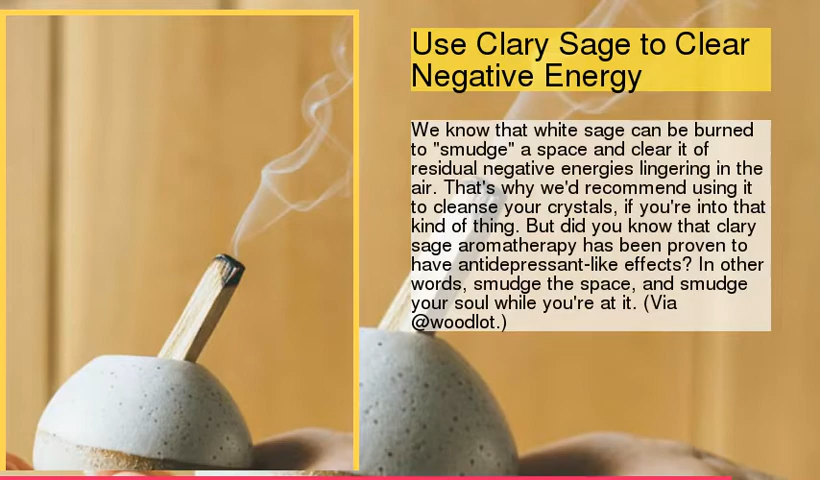 Use Clary Sage to Clear
Negative Energy
We know that white sage can be burned
to "smudge" a space and clear it of
residual negative energies lingering in the
air. That's why we'd recommend using it
to cleanse your crystals, if you're into that
kind of thing. But did you know that clary
sage aromatherapy has been proven to
have antidepressant-like effects? In other
words, smudge the space, and smudge
your soul while you're at it. (Via
@woodlot.)